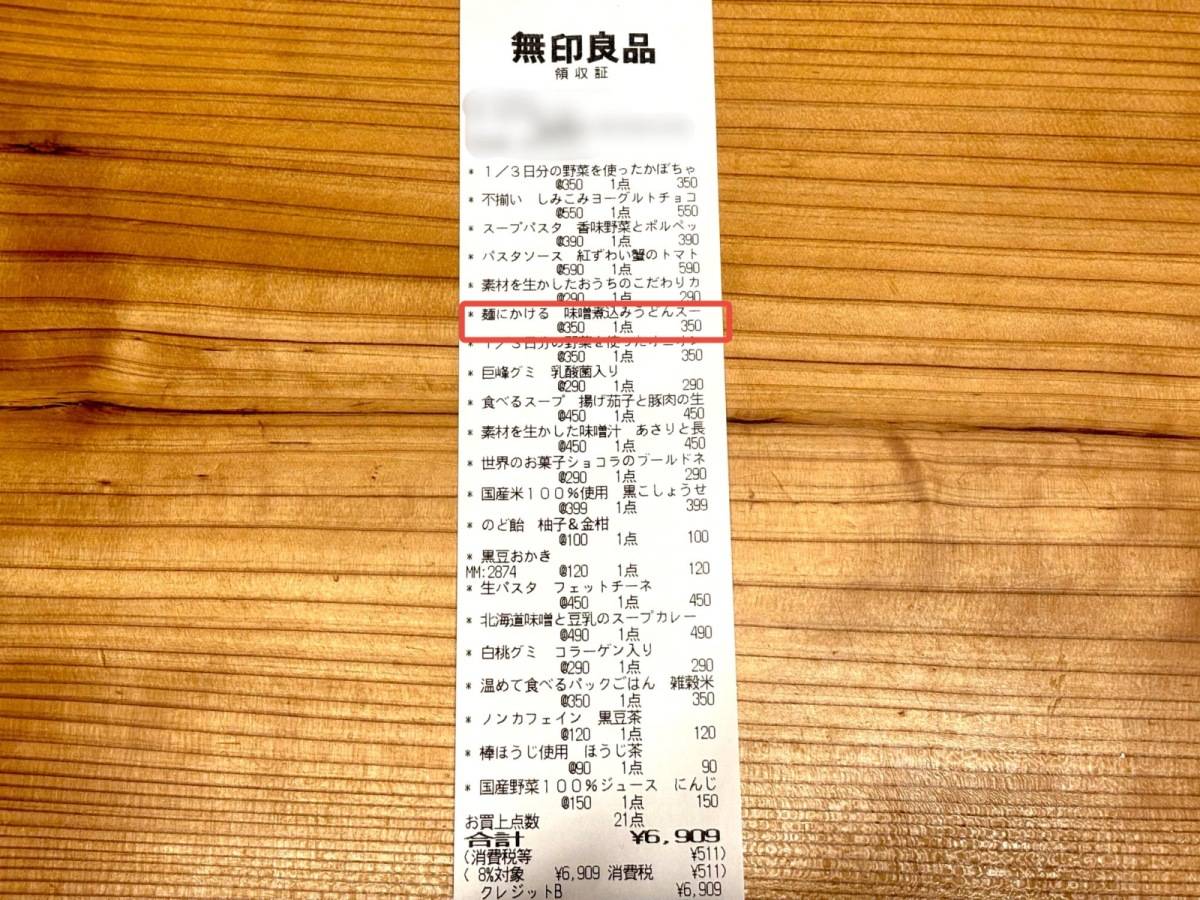 無印良品
領収証
* 1/3日分の野菜を使ったかぼちゃ
@350 1点 350
* 不揃い しみこみヨーグルトチョコ
@550 1点 550
* スープパスタ 香味野菜とポルペッ
@390 1点 390
* パスタソース 紅ずわい蟹のトマト
@590 1点 590
* 素材を生かしたおうちのこだわりカ
@290 1点 290
* 麺にかける 味噌煮込みうどんスー
@350 1点 350
* 1/3日分の野菜を使ったオニオン
@350 1点 350
* 巨峰グミ 乳酸菌入り
@290 1点 290
* 食べるスープ 揚げ茄子と豚肉の生
@450 1点 450
* 素材を生かした味噌汁 あさりと長
@450 1点 450
* 世界のお菓子ショコラのブールドネ
@290 1点 290
* 国産米100%使用 黒こしょうせ
@399 1点 399
* のど飴 柚子&金柑
@100 1点 100
* 黒豆おかき
MM:2874 @120 1点 120
* 生パスタ フェットチーネ
@450 1点 450
* 北海道味噌と豆乳のスープカレー
@490 1点 490
* 白桃グミ コラーゲン入り
@290 1点 290
* 温めて食べるパックごはん 雑穀米
@350 1点 350
* ノンカフェイン 黒豆茶
@120 1点 120
* 棒ほうじ使用 ほうじ茶
@90 1点 90
* 国産野菜100%ジュース にんじ
@150 1点 150
お買上点数 21点
合計 ¥6,909
(消費税等 ¥511)
( 8%対象 ¥6,909 消費税 ¥511)
クレジットB ¥6,909